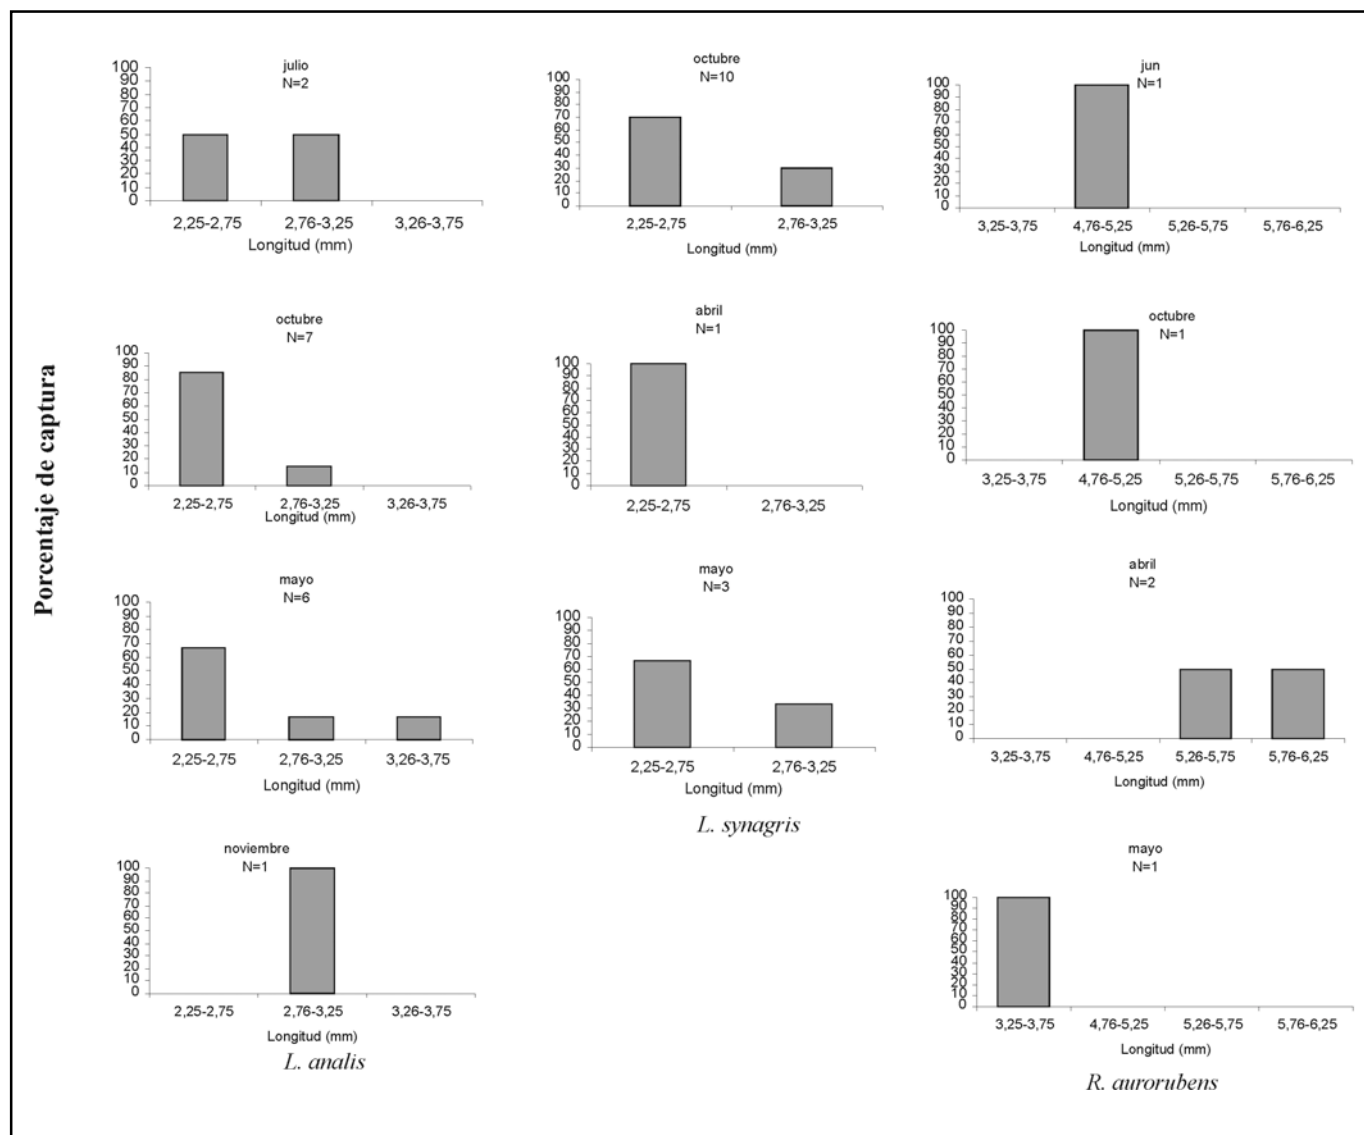 Porcentaje de captura
julio
N=2
100
90
80
70
60
50
40
30
20
10
0
2,25-2,75 2,76-3,25 3,26-3,75
Longitud (mm)
octubre
N=7
100
90
80
70
60
50
40
30
20
10
0
2,25-2,75 2,76-3,25 3,26-3,75
Longitud (mm)
mayo
N=6
100
90
80
70
60
50
40
30
20
10
0
2,25-2,75 2,76-3,25 3,26-3,75
Longitud (mm)
noviembre
N=1
100
90
80
70
60
50
40
30
20
10
0
2,25-2,75 2,76-3,25 3,26-3,75
Longitud (mm)
L. analis
octubre
N=10
100
90
80
70
60
50
40
30
20
10
0
2,25-2,75 2,76-3,25
Longitud (mm)
abril
N=1
100
90
80
70
60
50
40
30
20
10
0
2,25-2,75 2,76-3,25
mayo
N=3
100
90
80
70
60
50
40
30
20
10
0
2,25-2,75 2,76-3,25
Longitud (mm)
L. synagris
jun
N=1
100
90
80
70
60
50
40
30
20
10
0
3,25-3,75 4,76-5,25 5,26-5,75 5,76-6,25
Longitud (mm)
octubre
N=1
100
90
80
70
60
50
40
30
20
10
0
3,25-3,75 4,76-5,25 5,26-5,75 5,76-6,25
Longitud (mm)
abril
N=2
100
90
80
70
60
50
40
30
20
10
0
3,25-3,75 4,76-5,25 5,26-5,75 5,76-6,25
Longitud (mm)
mayo
N=1
100
90
80
70
60
50
40
30
20
10
0
3,25-3,75 4,76-5,25 5,26-5,75 5,76-6,25
Longitud (mm)
R. aurorubens